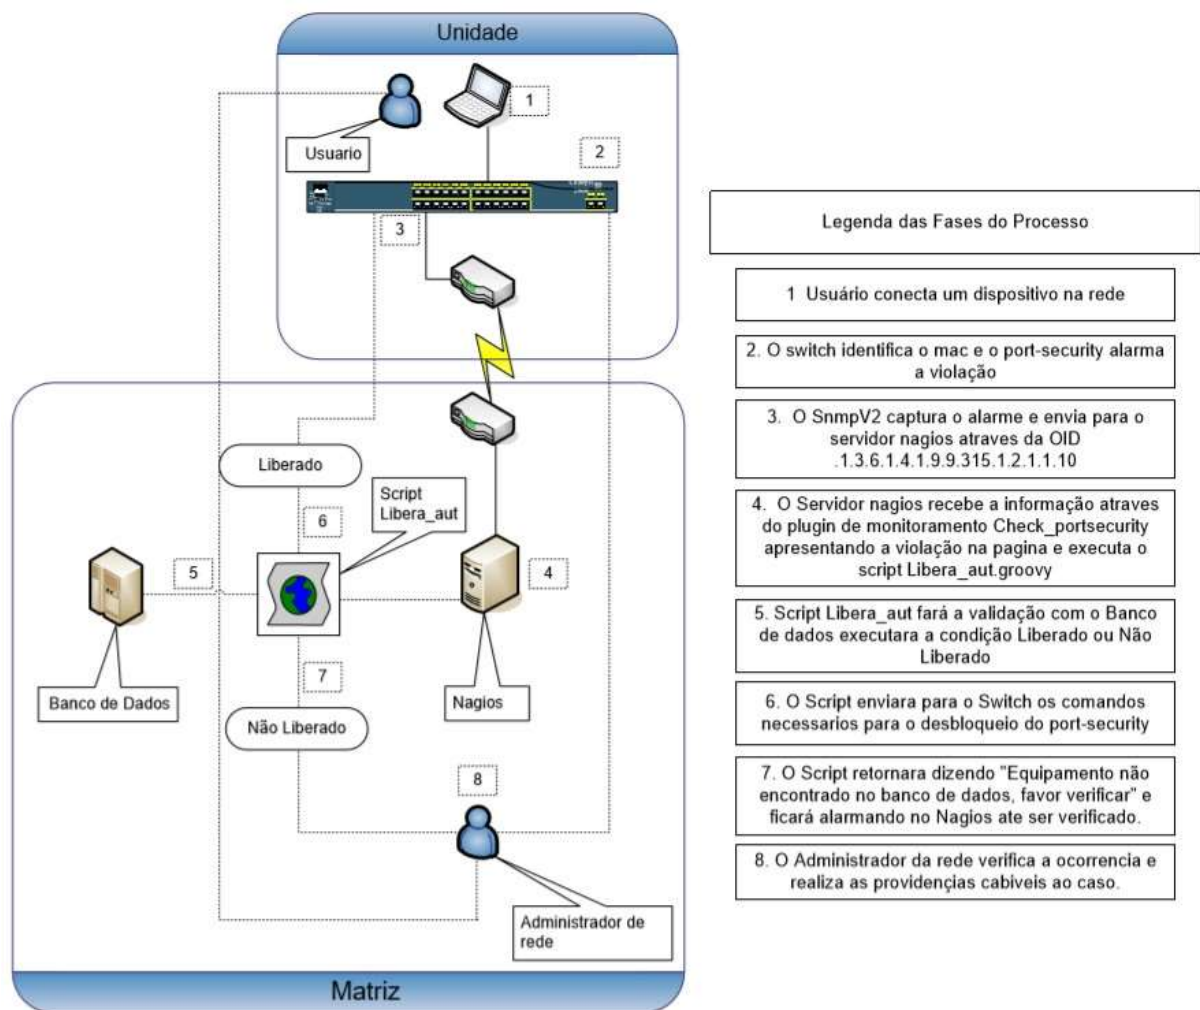 Unidade
1
Usuario
2
3
Liberado
Script
Libera_aut
6
5
4
7
Banco de Dados
Nagios
Não Liberado
8
Administrador de
rede
Matriz
Legenda das Fases do Processo
1 Usuário conecta um dispositivo na rede
2. O switch identifica o mac e o port-security alarma
a violação
3. O SnmpV2 captura o alarme e envia para o
servidor nagios atraves da OID
.1.3.6.1.4.1.9.9.315.1.2.1.1.10
4. O Servidor nagios recebe a informação atraves
do plugin de monitoramento Check_portsecurity
apresentando a violação na pagina e executa o
script Libera_aut.groovy
5. Script Libera_aut fará a validação com o Banco
de dados executara a condição Liberado ou Não
Liberado
6. O Script enviara para o Switch os comandos
necessarios para o desbloqueio do port-security
7. O Script retornara dizendo "Equipamento não
encontrado no banco de dados, favor verificar" e
ficará alarmando no Nagios ate ser verificado.
8. O Administrador da rede verifica a ocorrencia e
realiza as providençias cabiveis ao caso.